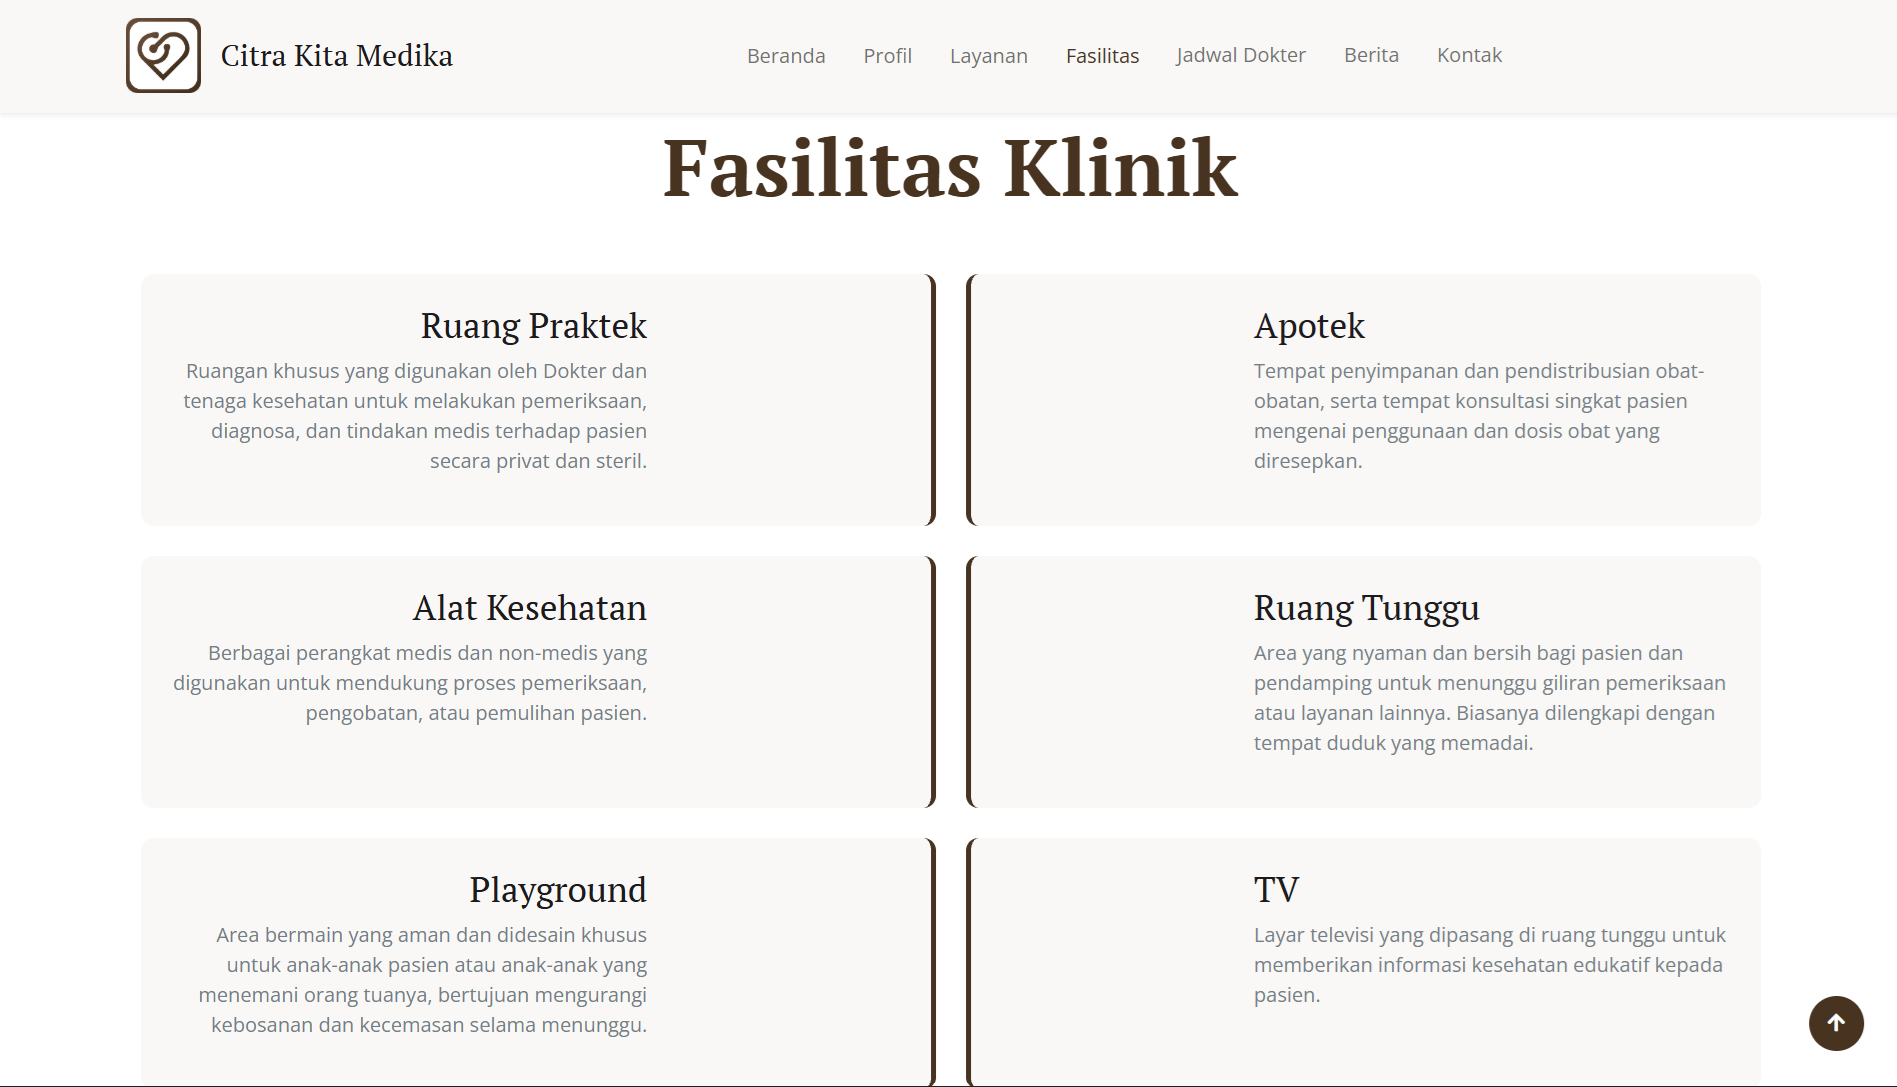 Citra Kita Medika
Beranda Profil Layanan Fasilitas Jadwal Dokter Berita Kontak
Fasilitas Klinik
Ruang Praktek
Ruangan khusus yang digunakan oleh Dokter dan
tenaga kesehatan untuk melakukan pemeriksaan,
diagnosa, dan tindakan medis terhadap pasien
secara privat dan steril.
Apotek
Tempat penyimpanan dan pendistribusian obat-
obatan, serta tempat konsultasi singkat pasien
mengenai penggunaan dan dosis obat yang
diresepkan.
Alat Kesehatan
Berbagai perangkat medis dan non-medis yang
digunakan untuk mendukung proses pemeriksaan,
pengobatan, atau pemulihan pasien.
Ruang Tunggu
Area yang nyaman dan bersih bagi pasien dan
pendamping untuk menunggu giliran pemeriksaan
atau layanan lainnya. Biasanya dilengkapi dengan
tempat duduk yang memadai.
Playground
Area bermain yang aman dan didesain khusus
untuk anak-anak pasien atau anak-anak yang
menemani orang tuanya, bertujuan mengurangi
kebosanan dan kecemasan selama menunggu.
TV
Layar televisi yang dipasang di ruang tunggu untuk
memberikan informasi kesehatan edukatif kepada
pasien.